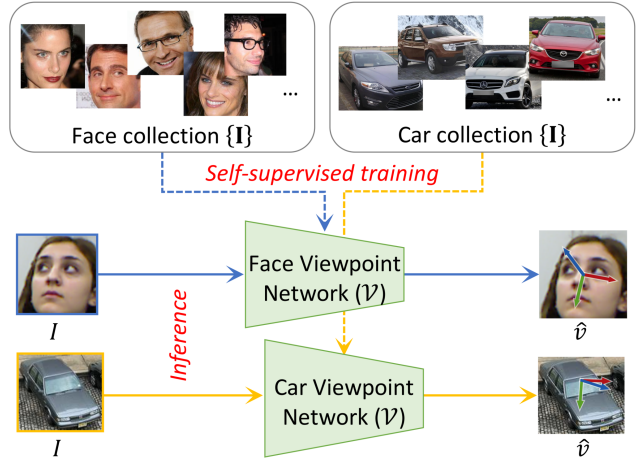 ...
...
Face collection {I}
Car collection {I}
Self-supervised training
Face Viewpoint
Network (𝒱)
I
v̂
Inference
Car Viewpoint
Network (𝒱)
I
v̂